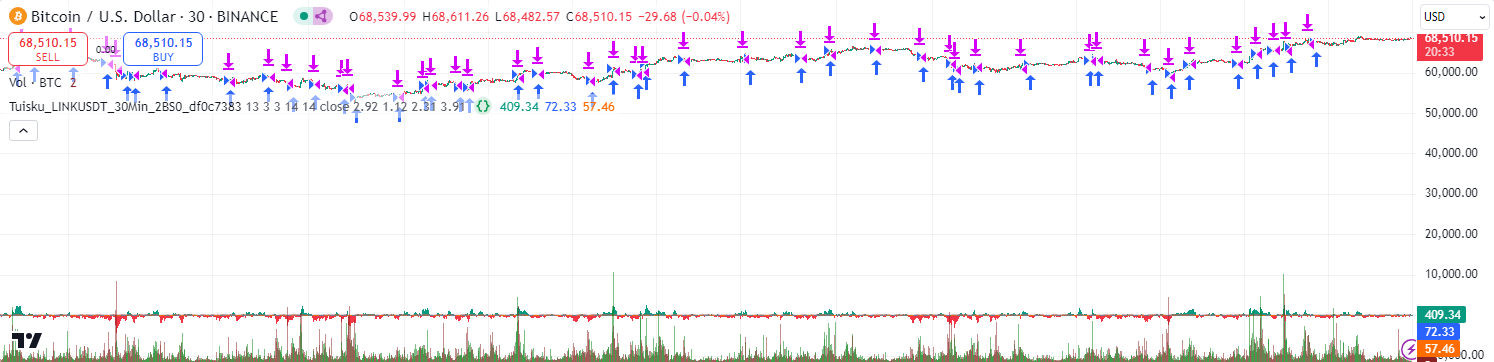 Bitcoin / U.S. Dollar · 30 · BINANCE O68,539.99 H68,611.26 L68,482.57 C68,510.15 −29.68 (−0.04%)
USD
68,510.15 SELL
0.00
68,510.15 BUY
68,510.15
20:33
60,000.00
Vol · BTC 2
Tuisku_LINKUSDT_30Min_2BS0_df0c7383 13 3 3 14 14 close 2.92 1.12 2.31 409.34 72.33 57.46
50,000.00
40,000.00
30,000.00
20,000.00
10,000.00
409.34
72.33
57.46